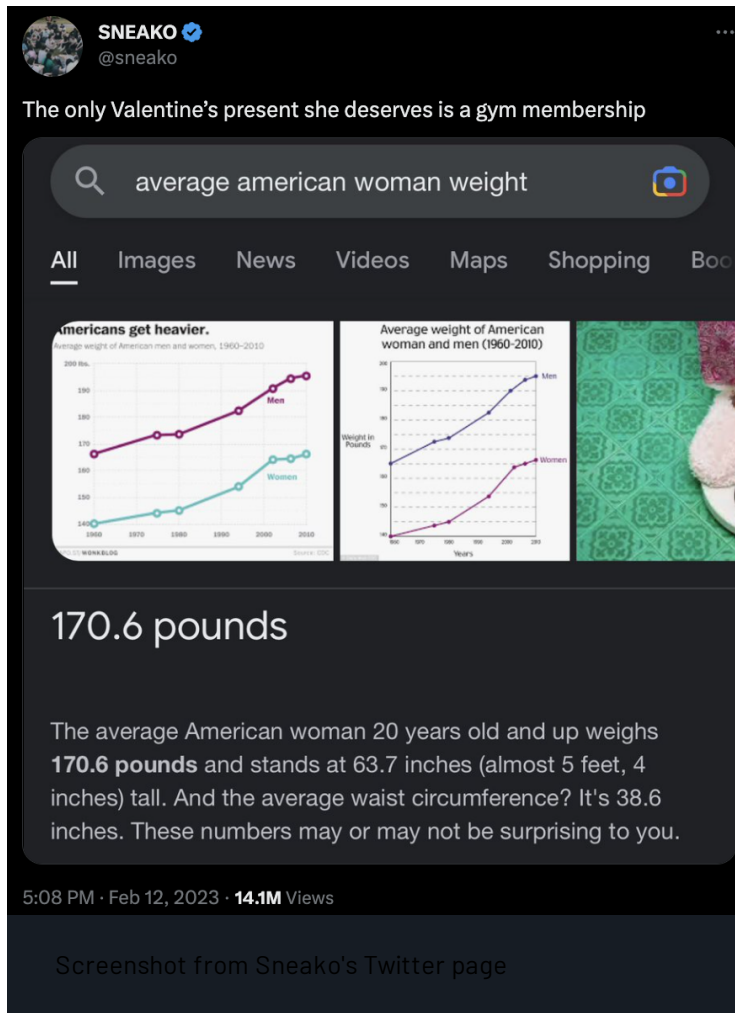 SNEAKO
@sneako
The only Valentine’s present she deserves is a gym membership
average american woman weight
All Images News Videos Maps Shopping Boo
Americans get heavier.
Average weight of American men and women, 1960-2010
200 lbs.
190
180
170
160
150
140
Men
Women
1960 1970 1980 1990 2000 2010
WONKBLOG
Source: CDC
Average weight of American
woman and men (1960-2010)
Weight in
Pounds
Men
Women
Years
170.6 pounds
The average American woman 20 years old and up weighs
170.6 pounds and stands at 63.7 inches (almost 5 feet, 4
inches) tall. And the average waist circumference? It's 38.6
inches. These numbers may or may not be surprising to you.
5:08 PM · Feb 12, 2023 · 14.1M Views
Screenshot from Sneako's Twitter page